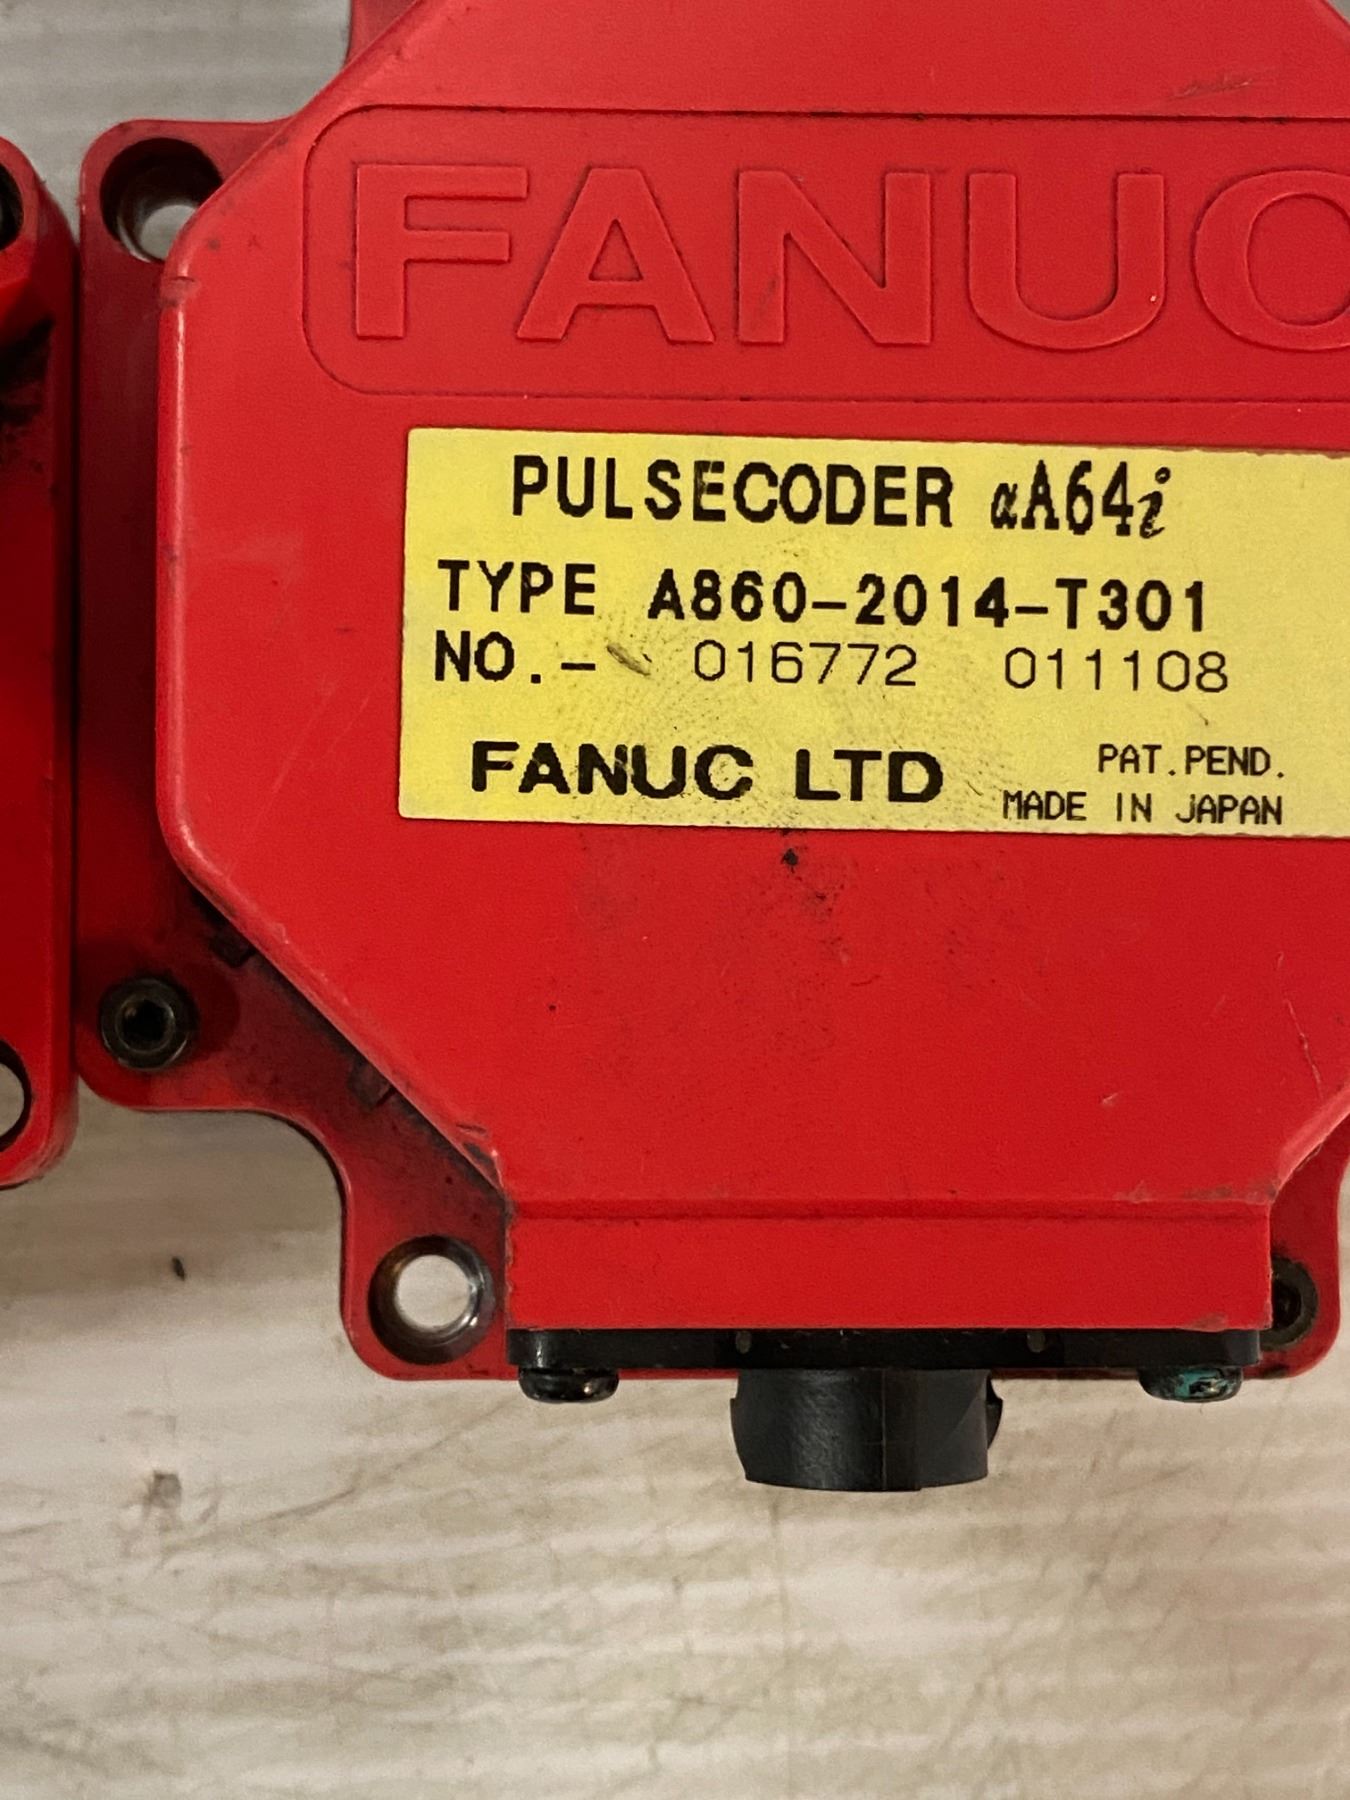 FANUC
PULSECODER αA64i
TYPE A860-2014-T301
NO.- 016772 011108
FANUC LTD PAT.PEND.
MADE IN JAPAN